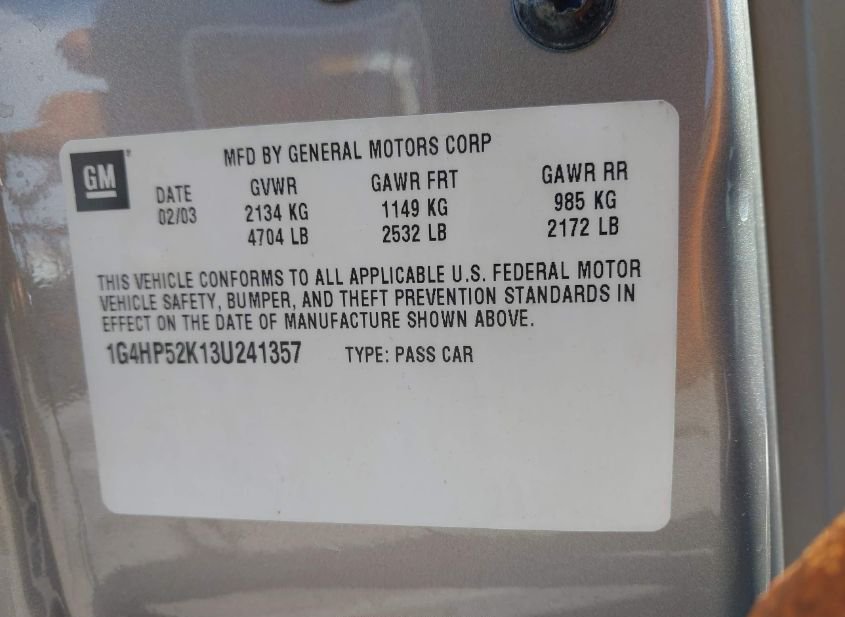 MFD BY GENERAL MOTORS CORP
GM®
DATE GVWR GAWR FRT GAWR RR
02/03 2134 KG 1149 KG 985 KG
4704 LB 2532 LB 2172 LB
THIS VEHICLE CONFORMS TO ALL APPLICABLE U.S. FEDERAL MOTOR
VEHICLE SAFETY, BUMPER, AND THEFT PREVENTION STANDARDS IN
EFFECT ON THE DATE OF MANUFACTURE SHOWN ABOVE.
1G4HP52K13U241357 TYPE: PASS CAR